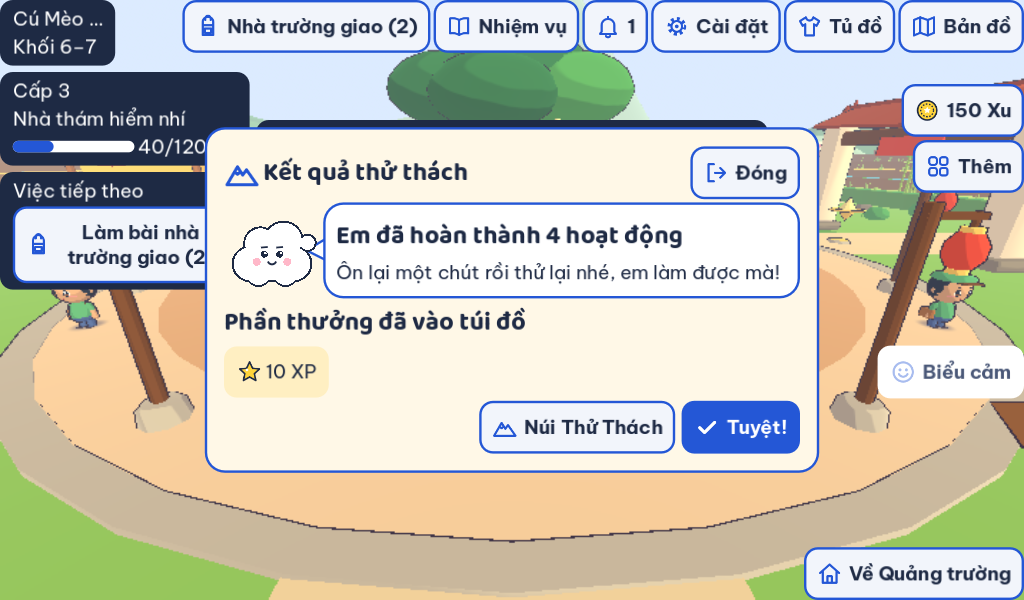 Cú Mèo ...
Khối 6–7
Nhà trường giao (2)
Nhiệm vụ
1
Cài đặt
Tủ đồ
Bản đồ
Cấp 3
Nhà thám hiểm nhí
40/120
150 Xu
Thêm
Việc tiếp theo
Làm bài nhà
trường giao (2
Kết quả thử thách
Đóng
Em đã hoàn thành 4 hoạt động
Ôn lại một chút rồi thử lại nhé, em làm được mà!
Phần thưởng đã vào túi đồ
10 XP
Núi Thử Thách
Tuyệt!
Biểu cảm
Về Quảng trường